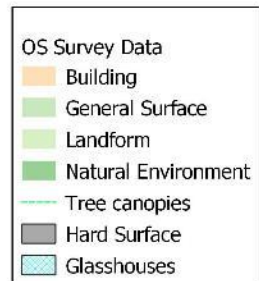 OS Survey Data
Building
General Surface
Landform
Natural Environment
Tree canopies
Hard Surface
Glasshouses